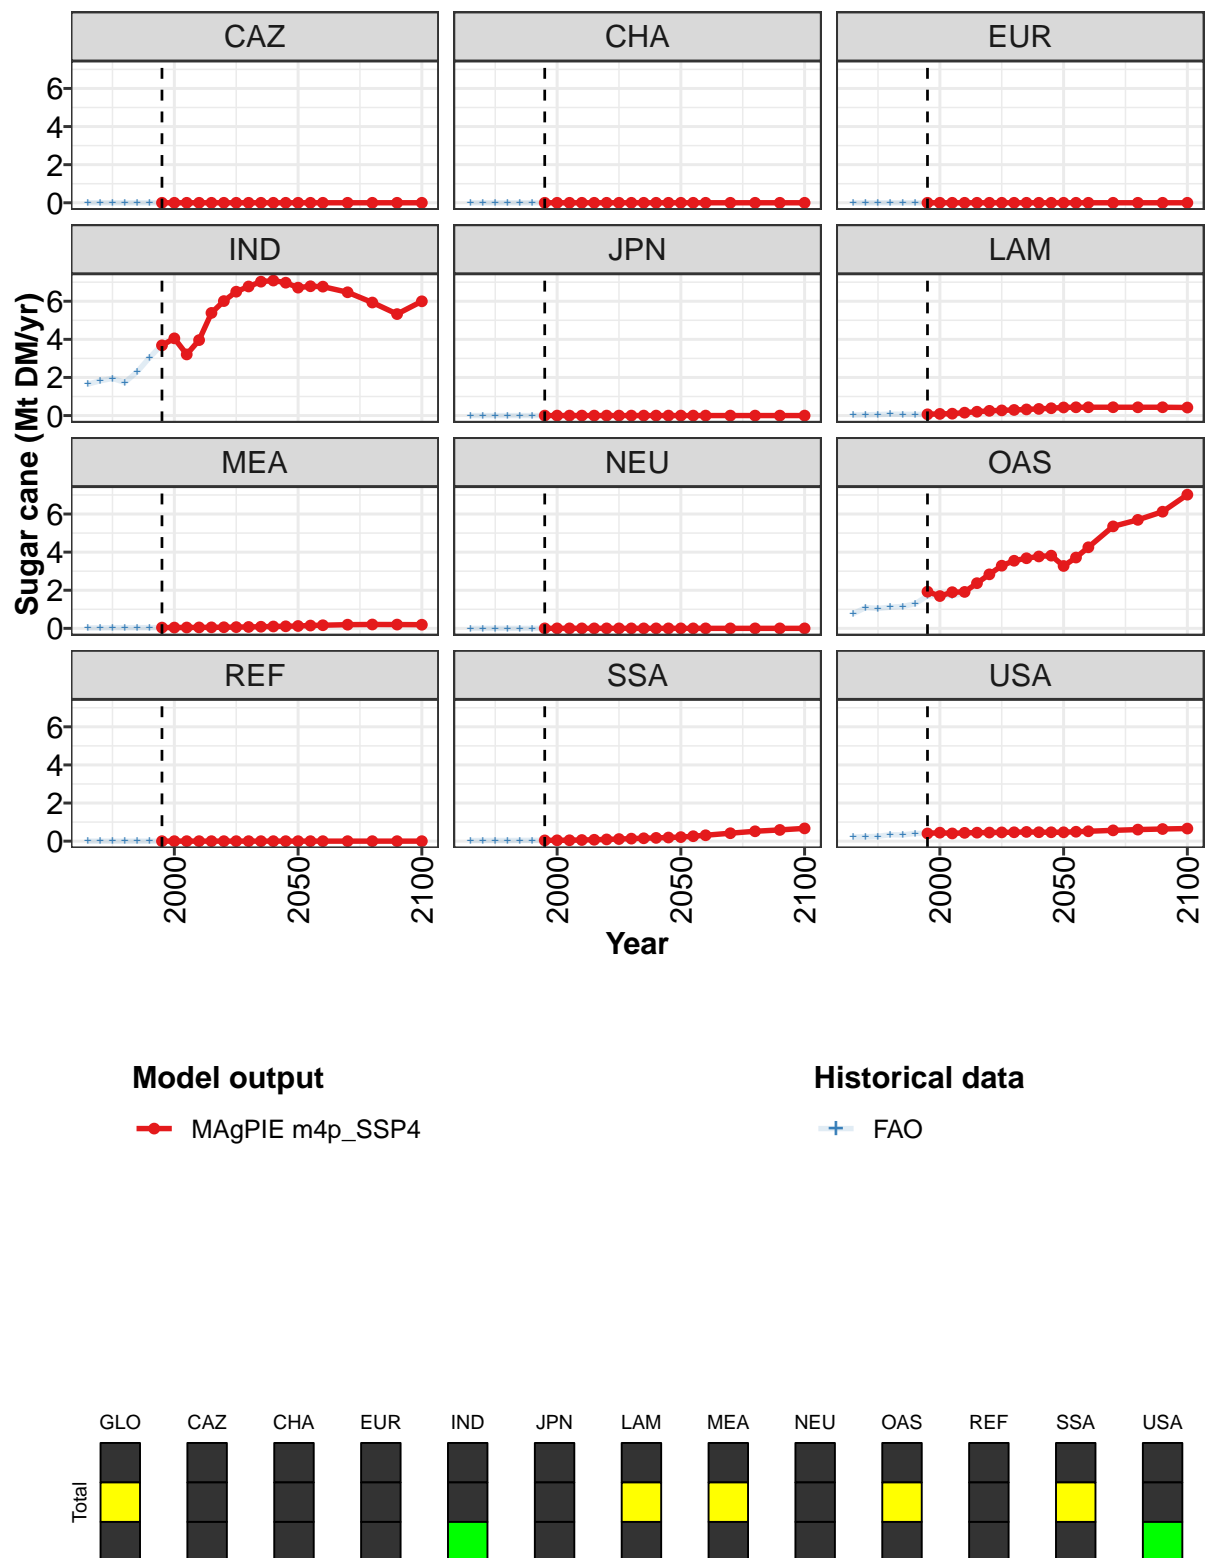 CAZ CHA EUR
6
4
2
0
IND JPN LAM
6
4
2
0
MEA NEU OAS
6
4
2
0
REF SSA USA
6
4
2
0
Sugar cane (Mt DM/yr)
2000 2050 2100 2000 2050 2100 2000 2050 2100
Year
Model output
MAgPIE m4p_SSP4
Historical data
FAO
GLO CAZ CHA EUR IND JPN LAM MEA NEU OAS REF SSA USA
Total